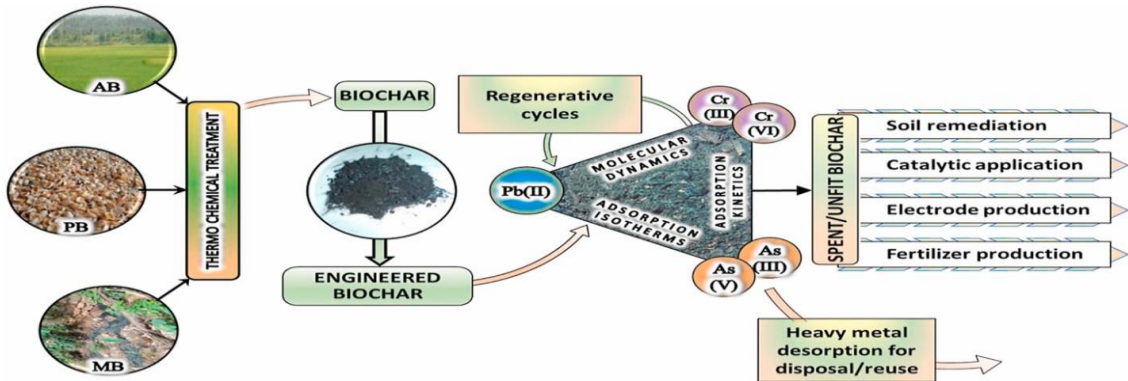 AB
PB
MB
THERMO CHEMICAL TREATMENT
BIOCHAR
ENGINEERED
BIOCHAR
Regenerative
cycles
Pb(II)
Cr
(III)
Cr
(VI)
MOLECULAR
DYNAMICS
ADSORPTION
KINETICS
ADSORPTION
ISOTHERMS
As
(V)
As
(III)
Heavy metal
desorption for
disposal/reuse
SPENT/UNFIT BIOCHAR
Soil remediation
Catalytic application
Electrode production
Fertilizer production